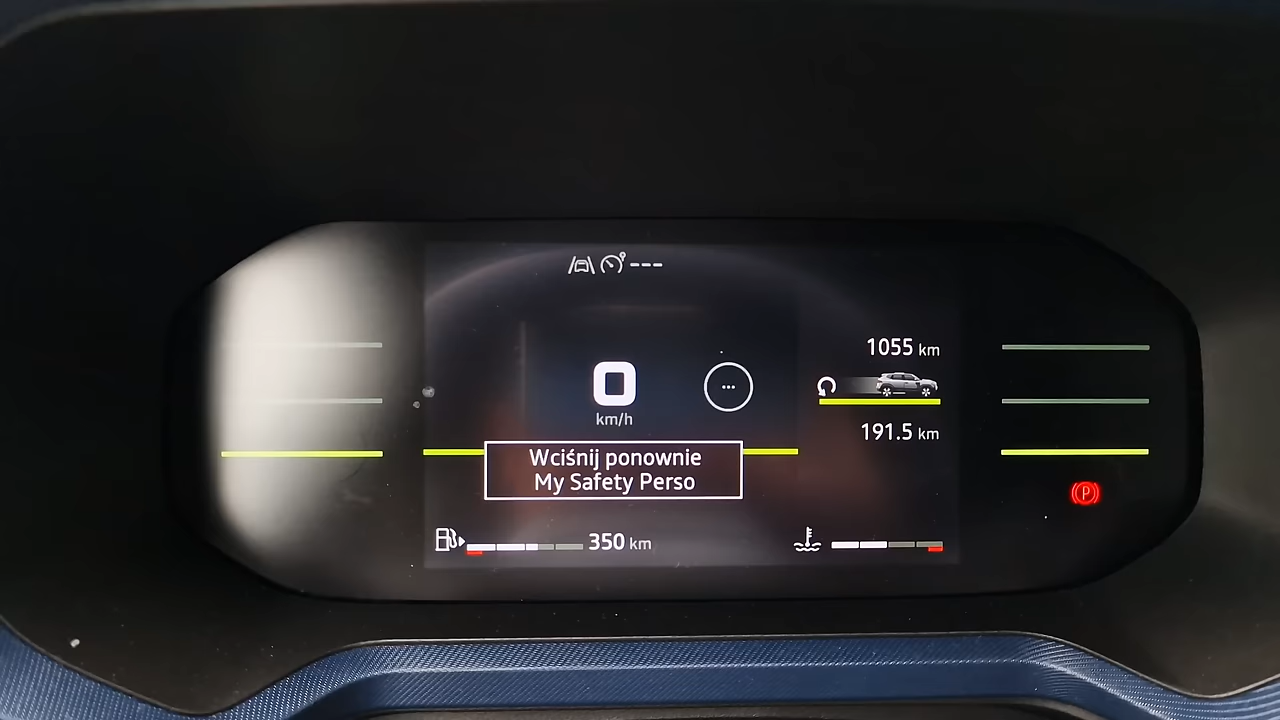 ---
1055 km
0
km/h
...
191.5 km
Wciśnij ponownie
My Safety Perso
P
350 km